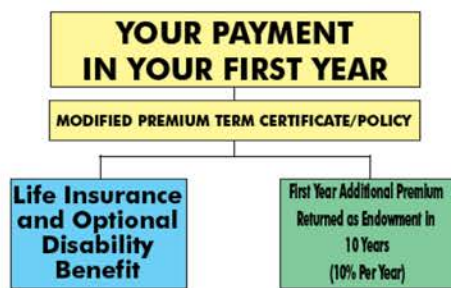 YOUR PAYMENT
IN YOUR FIRST YEAR
MODIFIED PREMIUM TERM CERTIFICATE/POLICY
Life Insurance
and Optional
Disability
Benefit
First Year Additional Premium
Returned as Endowment in
10 Years
(10% Per Year)